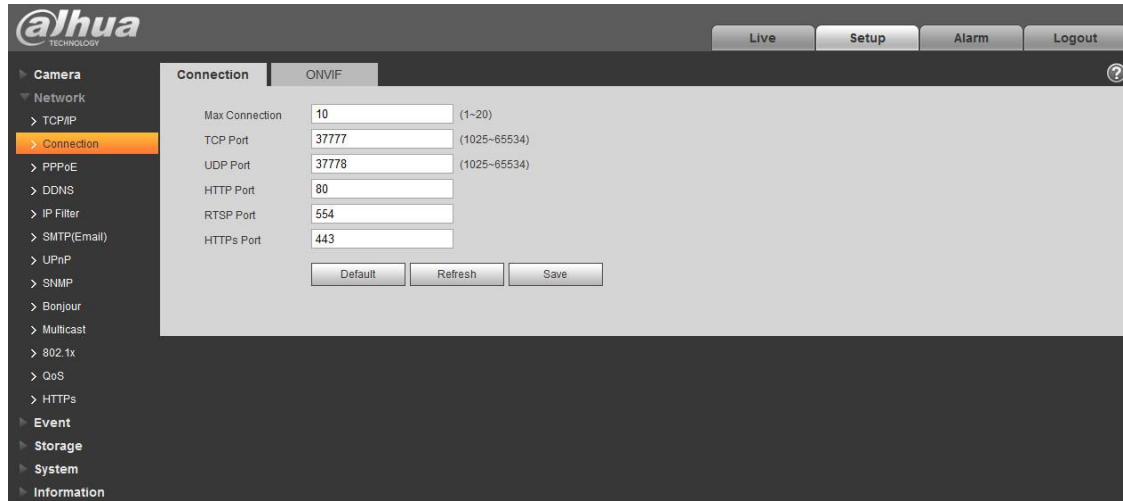 alhua
TECHNOLOGY
Live
Setup
Alarm
Logout
Camera
Network
> TCP/IP
> Connection
> PPPoE
> DDNS
> IP Filter
> SMTP(Email)
> UPnP
> SNMP
> Bonjour
> Multicast
> 802.1x
> QoS
> HTTPs
Event
Storage
System
Information
Connection
ONVIF
?
Max Connection 10 (1~20)
TCP Port 37777 (1025~65534)
UDP Port 37778 (1025~65534)
HTTP Port 80
RTSP Port 554
HTTPs Port 443
Default Refresh Save